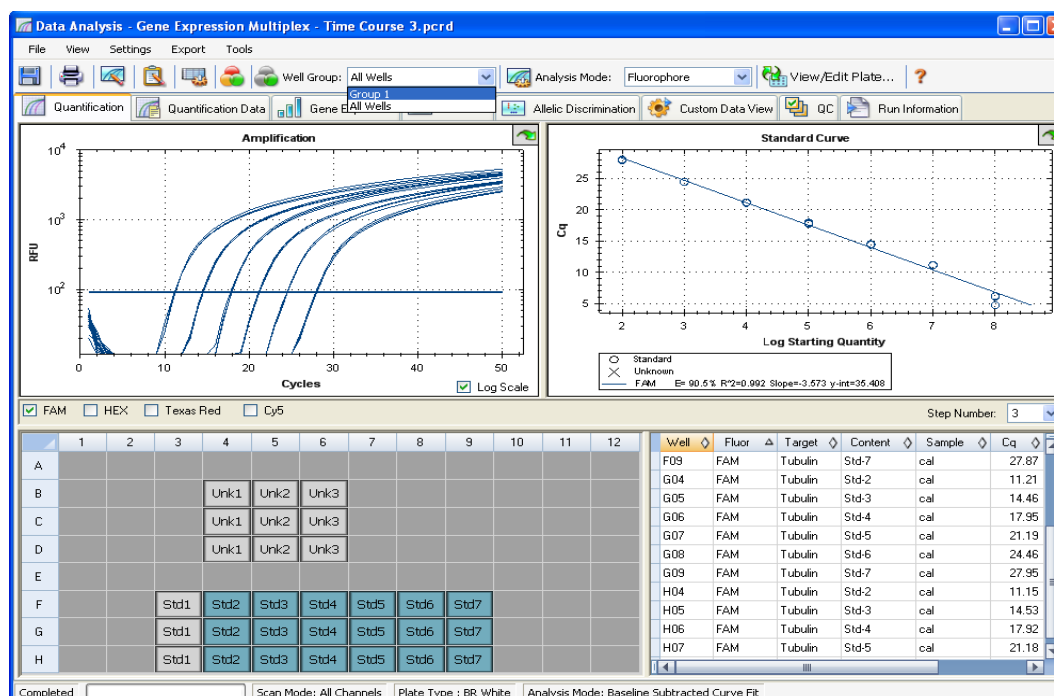 Data Analysis - Gene Expression Multiplex - Time Course 3.pcrd
File View Settings Export Tools
Well Group: All Wells Analysis Mode: Fluorophore View/Edit Plate... ?
Group 1
All Wells
Quantification Quantification Data Gene E Allelic Discrimination Custom Data View QC Run Information
Amplification
10^4
10^3
10^2
RFU
0 10 20 30 40 50
Cycles
Log Scale
Standard Curve
25
20
15
10
5
Cq
2 3 4 5 6 7 8
Log Starting Quantity
Standard
Unknown
FAM E= 90.5% R^2=0.992 Slope=-3.573 y-int=35.408
FAM HEX Texas Red Cy5 Step Number: 3
1 2 3 4 5 6 7 8 9 10 11 12
A
B Unk1 Unk2 Unk3
C Unk1 Unk2 Unk3
D Unk1 Unk2 Unk3
E
F Std1 Std2 Std3 Std4 Std5 Std6 Std7
G Std1 Std2 Std3 Std4 Std5 Std6 Std7
H Std1 Std2 Std3 Std4 Std5 Std6 Std7
Well Fluor Target Content Sample Cq
F09 FAM Tubulin Std-7 cal 27.87
G04 FAM Tubulin Std-2 cal 11.21
G05 FAM Tubulin Std-3 cal 14.46
G06 FAM Tubulin Std-4 cal 17.95
G07 FAM Tubulin Std-5 cal 21.19
G08 FAM Tubulin Std-6 cal 24.46
G09 FAM Tubulin Std-7 cal 27.95
H04 FAM Tubulin Std-2 cal 11.15
H05 FAM Tubulin Std-3 cal 14.53
H06 FAM Tubulin Std-4 cal 17.92
H07 FAM Tubulin Std-5 cal 21.18
Completed Scan Mode: All Channels Plate Type : BR White Analysis Mode: Baseline Subtracted Curve Fit